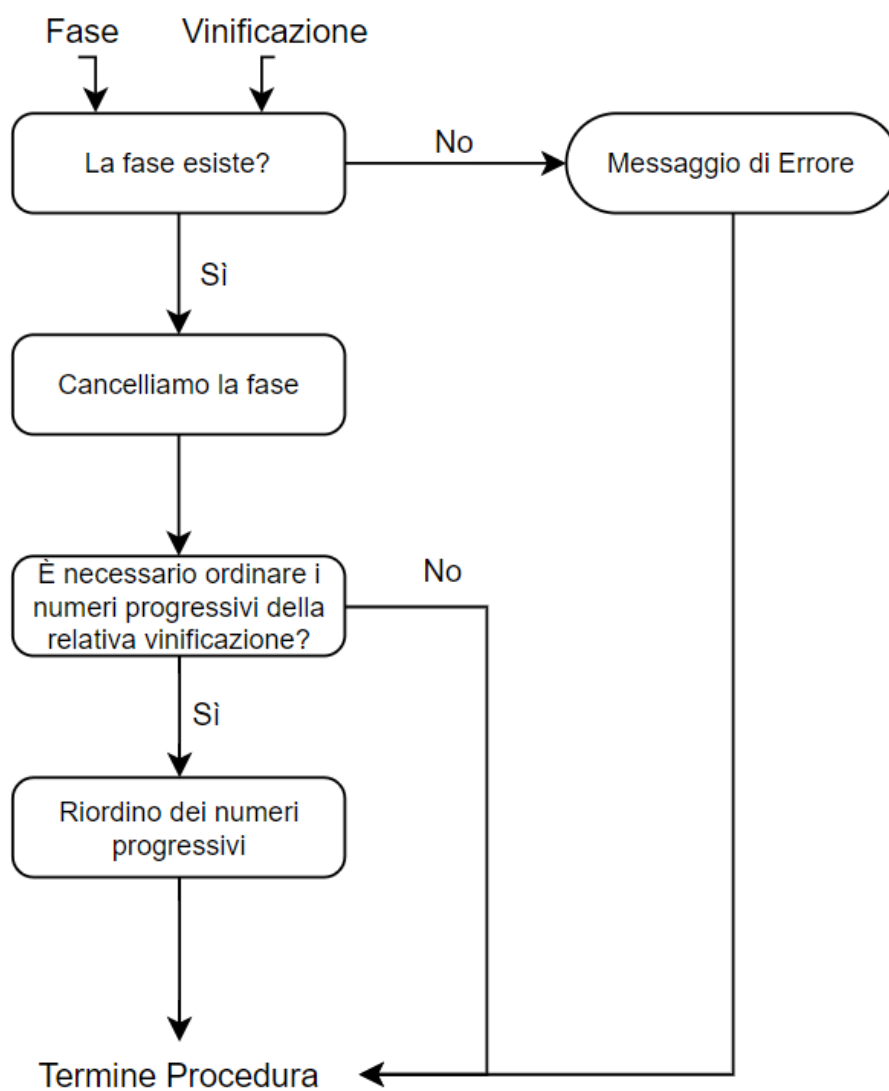 Fase
Vinificazione
La fase esiste?
No
Messaggio di Errore
Sì
Cancelliamo la fase
È necessario ordinare i
numeri progressivi della
relativa vinificazione?
No
Sì
Riordino dei numeri
progressivi
Termine Procedura